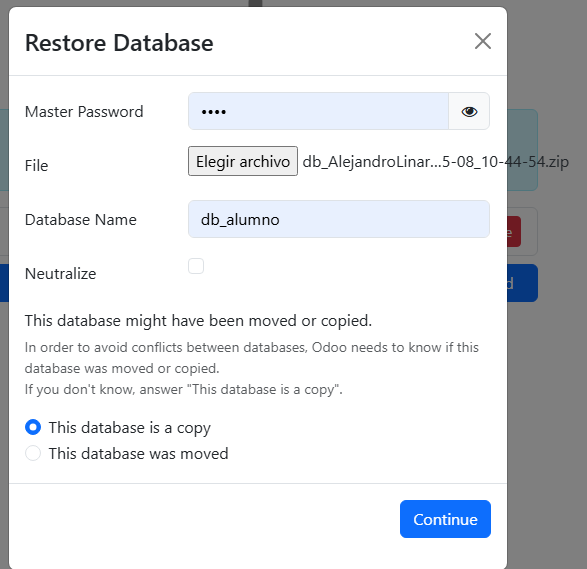 Restore Database
Master Password ••••
File Elegir archivo db_AlejandroLinar...5-08_10-44-54.zip
Database Name db_alumno
e
Neutralize
d
This database might have been moved or copied.
In order to avoid conflicts between databases, Odoo needs to know if this
database was moved or copied.
If you don't know, answer "This database is a copy".
This database is a copy
This database was moved
Continue